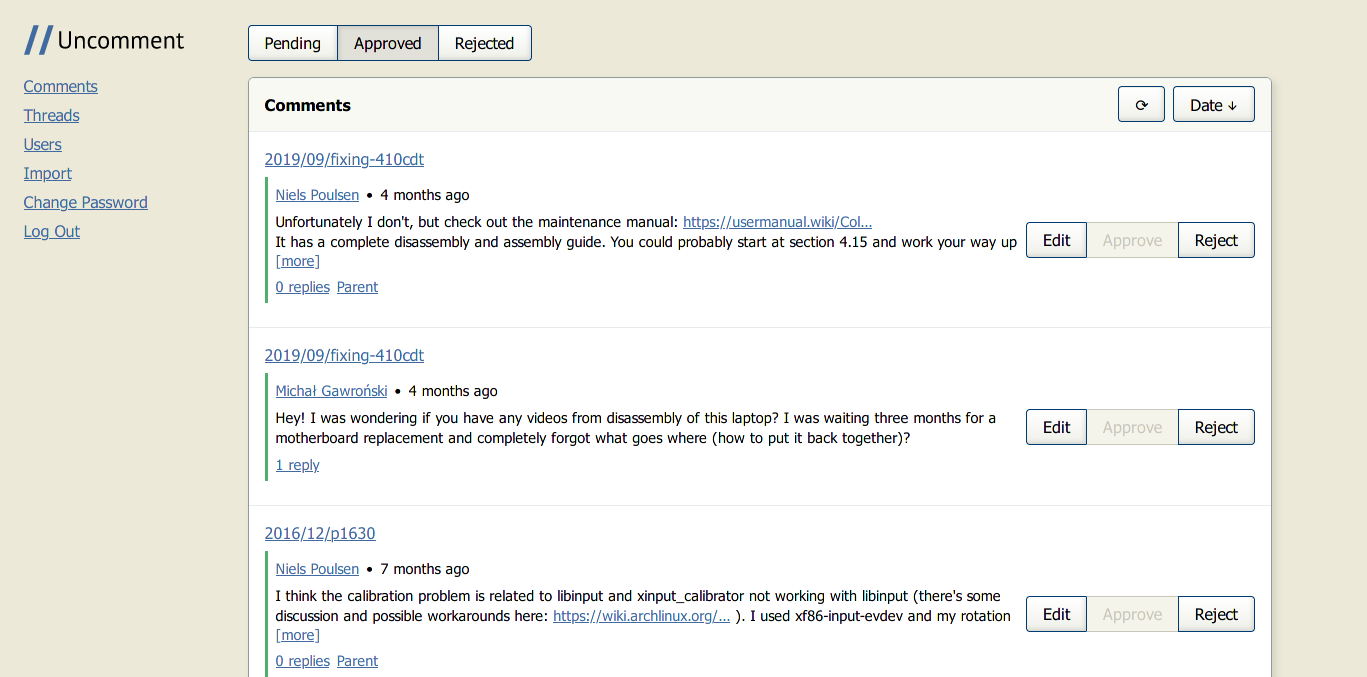 // Uncomment
Comments
Threads
Users
Import
Change Password
Log Out
Pending Approved Rejected
Comments ⟳ Date ↓
2019/09/fixing-410cdt
Niels Poulsen • 4 months ago
Unfortunately I don't, but check out the maintenance manual: https://usermanual.wiki/Col...
It has a complete disassembly and assembly guide. You could probably start at section 4.15 and work your way up
[more]
0 replies Parent
Edit Approve Reject
2019/09/fixing-410cdt
Michał Gawroński • 4 months ago
Hey! I was wondering if you have any videos from disassembly of this laptop? I was waiting three months for a
motherboard replacement and completely forgot what goes where (how to put it back together)?
1 reply
Edit Approve Reject
2016/12/p1630
Niels Poulsen • 7 months ago
I think the calibration problem is related to libinput and xinput_calibrator not working with libinput (there's some
discussion and possible workarounds here: https://wiki.archlinux.org/... ). I used xf86-input-evdev and my rotation
[more]
0 replies Parent
Edit Approve Reject